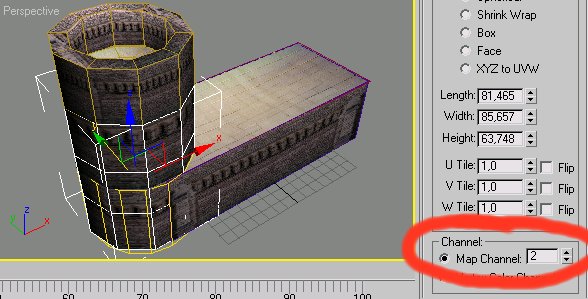 Perspective
Shrink Wrap
Box
Face
XYZ to UVW
Length: 81,465
Width: 85,657
Height: 63,748
U Tile: 1,0 Flip
V Tile: 1,0 Flip
W Tile: 1,0 Flip
Channel:
Map Channel: 2
x
y
z
x
z
y
60 70 80 90 100